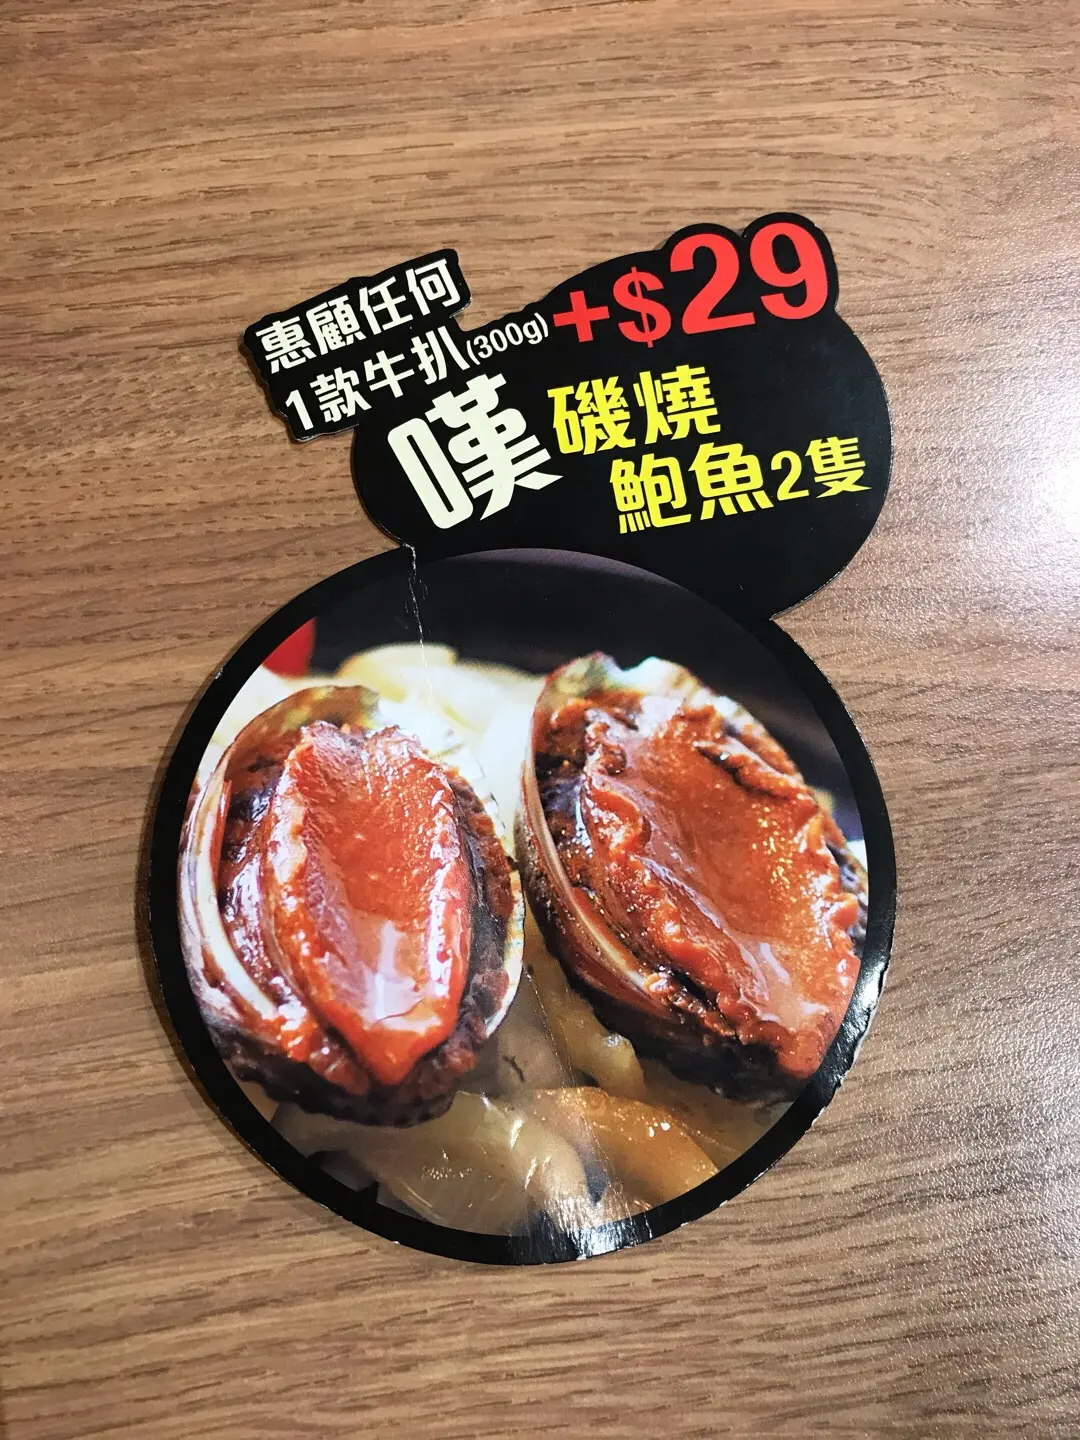 惠顧任何
1款牛扒(300g)
+$29
嘆
磯燒
鮑魚2隻